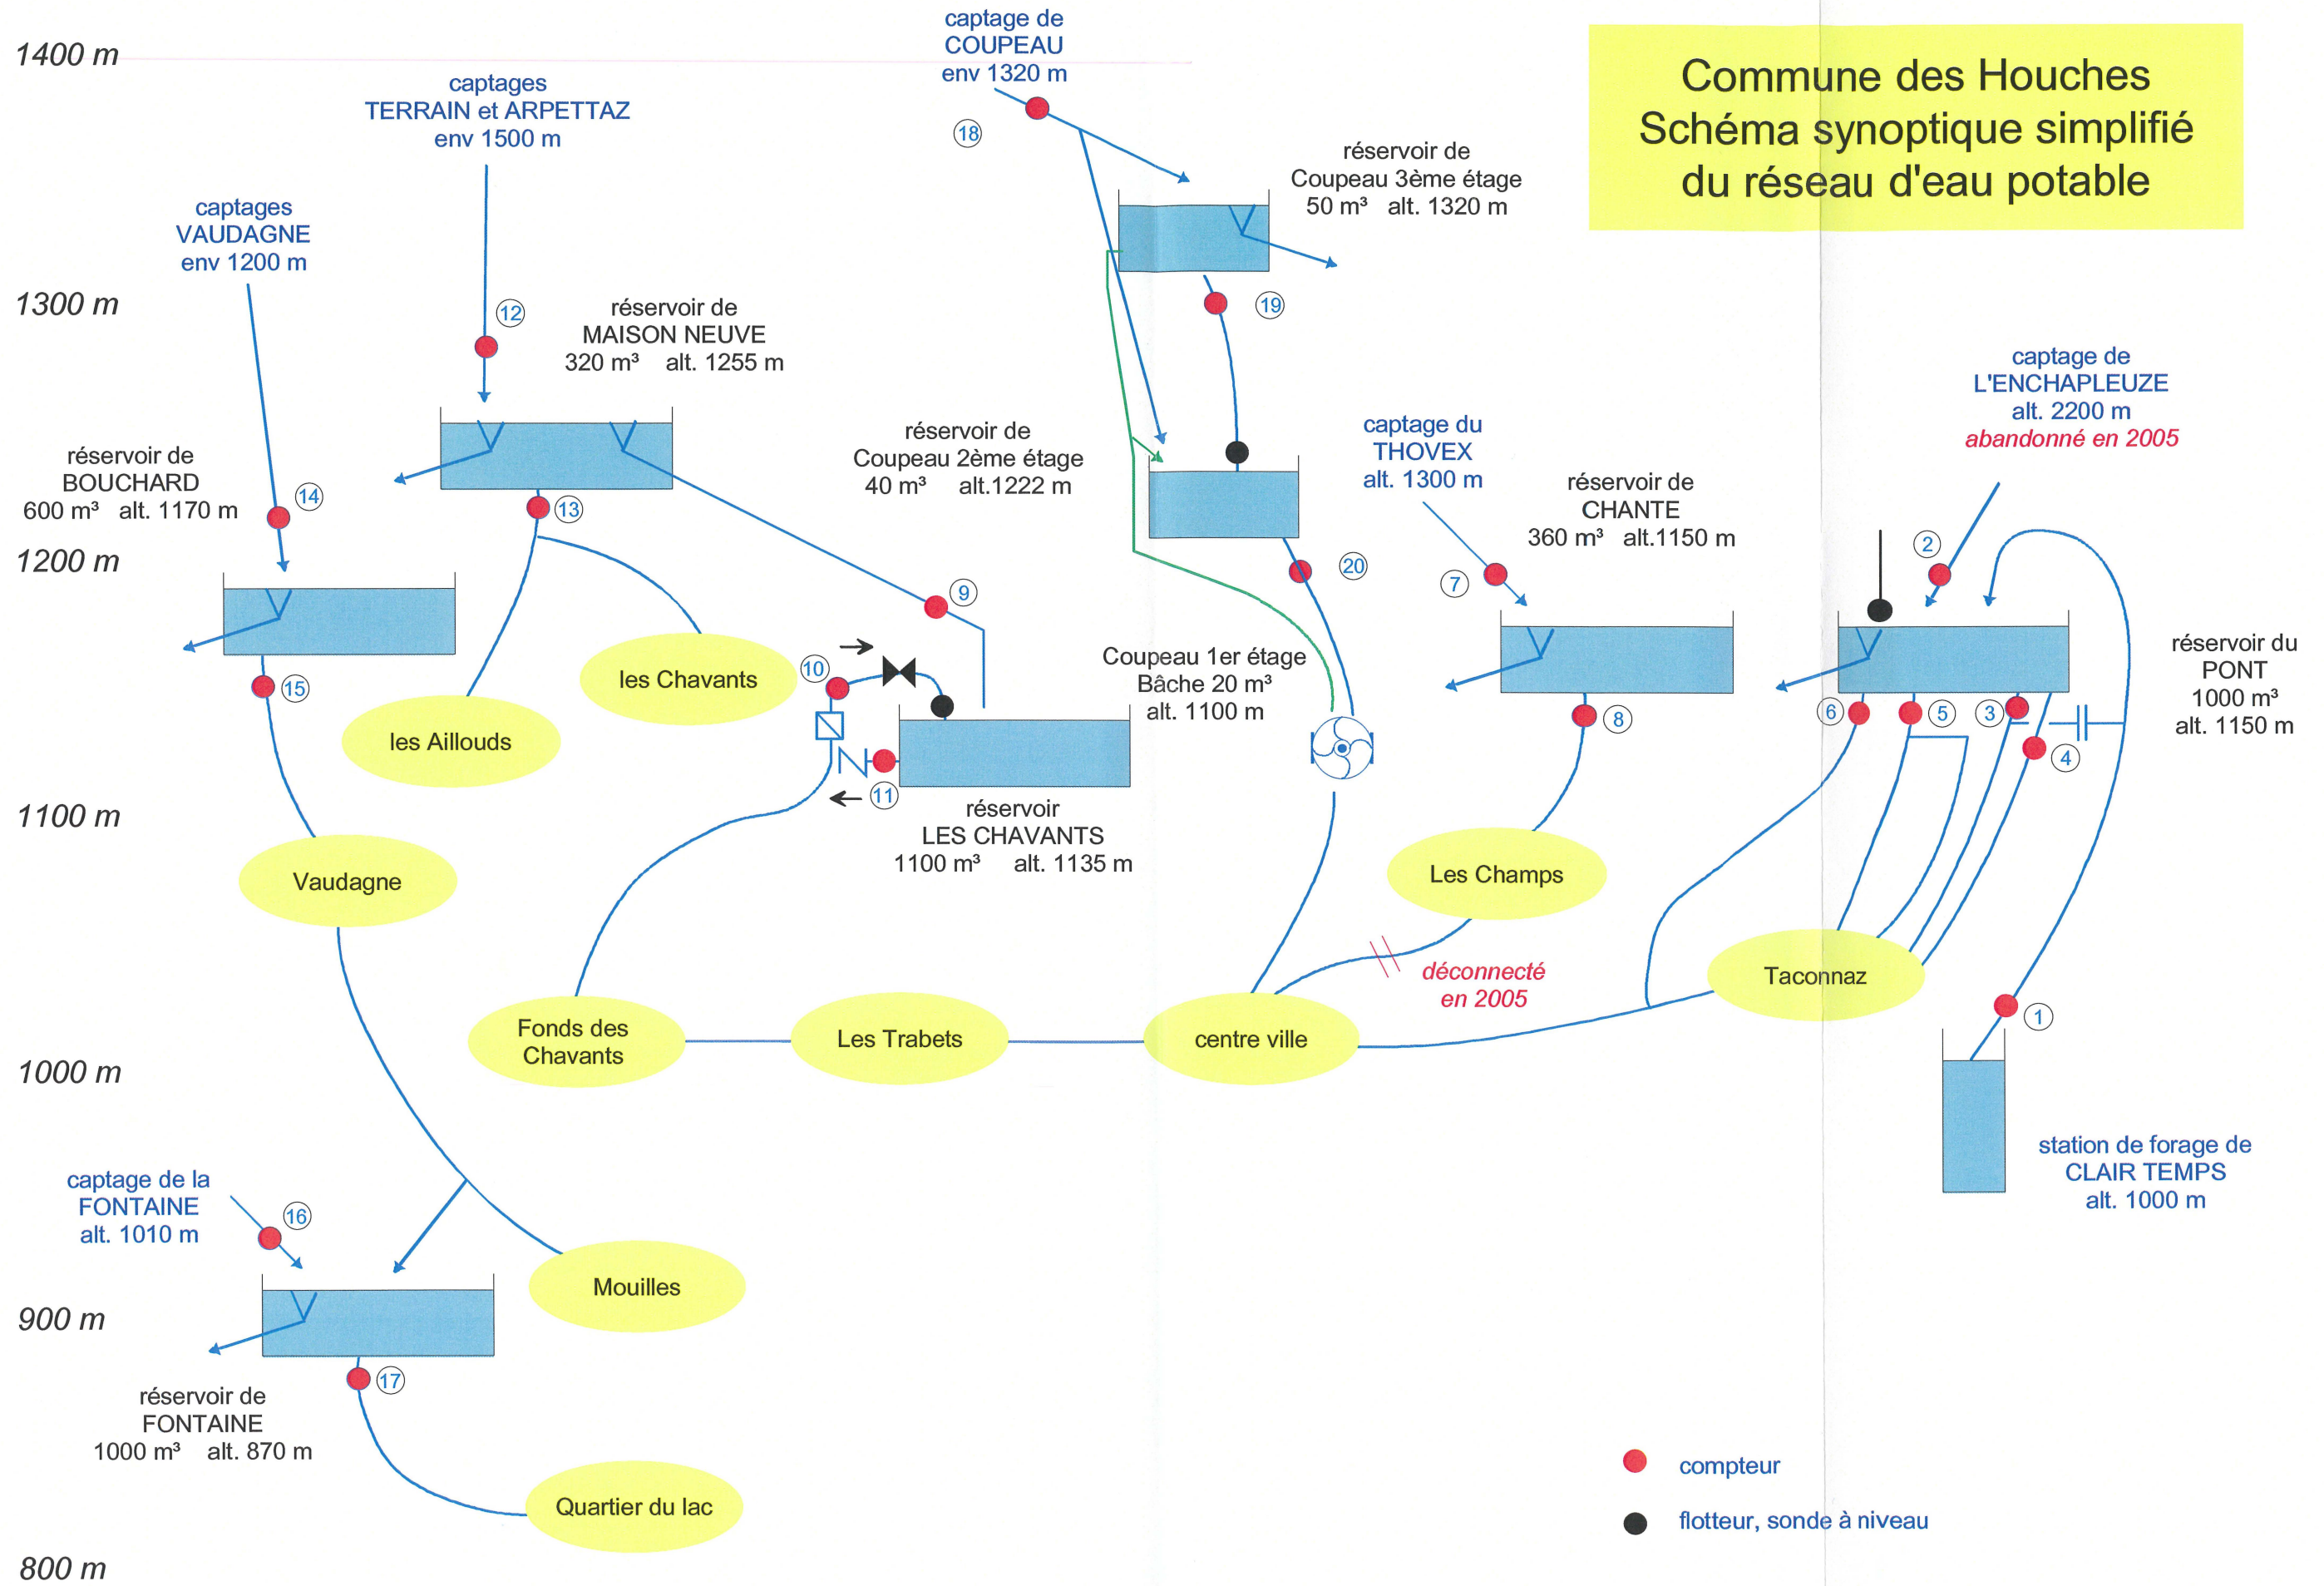 Commune des Houches
Schéma synoptique simplifié
du réseau d'eau potable
1400 m
1300 m
1200 m
1100 m
1000 m
900 m
800 m
captages
VAUDAGNE
env 1200 m
14
réservoir de
BOUCHARD
600 m³ alt. 1170 m
15
Vaudagne
captages
TERRAIN et ARPETTAZ
env 1500 m
12
réservoir de
MAISON NEUVE
320 m³ alt. 1255 m
13
les Aillouds
les Chavants
9
10
11
réservoir
LES CHAVANTS
1100 m³ alt. 1135 m
Fonds des
Chavants
Les Trabets
centre ville
captage de
COUPEAU
env 1320 m
18
réservoir de
Coupeau 3ème étage
50 m³ alt. 1320 m
19
réservoir de
Coupeau 2ème étage
40 m³ alt.1222 m
20
Coupeau 1er étage
Bâche 20 m³
alt. 1100 m
captage du
THOVEX
alt. 1300 m
7
réservoir de
CHANTE
360 m³ alt.1150 m
8
Les Champs
déconnecté
en 2005
captage de
L'ENCHAPLEUZE
alt. 2200 m
abandonné en 2005
2
réservoir du
PONT
1000 m³
alt. 1150 m
6
5
3
4
Taconnaz
1
station de forage de
CLAIR TEMPS
alt. 1000 m
captage de la
FONTAINE
alt. 1010 m
16
réservoir de
FONTAINE
1000 m³ alt. 870 m
17
Mouilles
Quartier du lac
compteur
flotteur, sonde à niveau